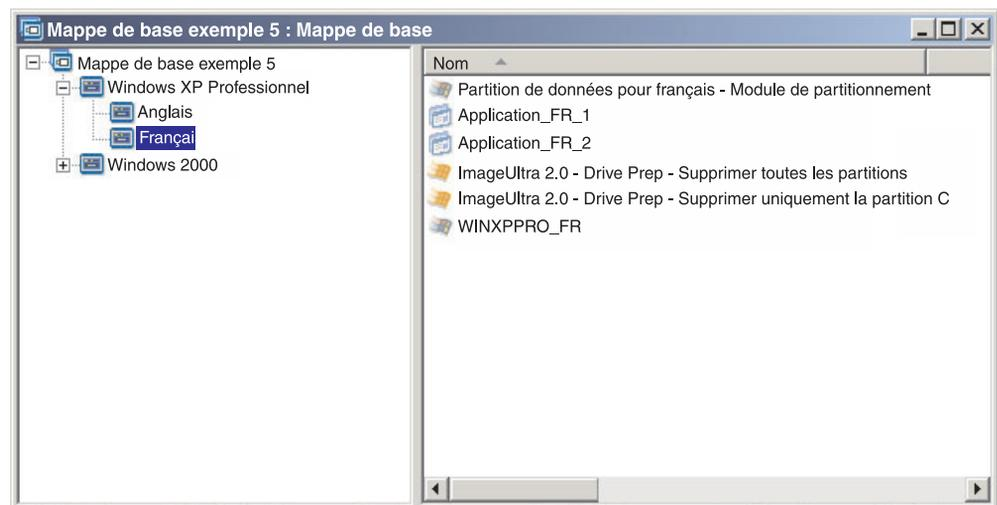 Mappe de base exemple 5 : Mappe de base
Mappe de base exemple 5
Windows XP Professionnel
Anglais
Françai
Windows 2000
Nom
Partition de données pour français - Module de partitionnement
Application_FR_1
Application_FR_2
ImageUltra 2.0 - Drive Prep - Supprimer toutes les partitions
ImageUltra 2.0 - Drive Prep - Supprimer uniquement la partition C
WINXPPRO_FR